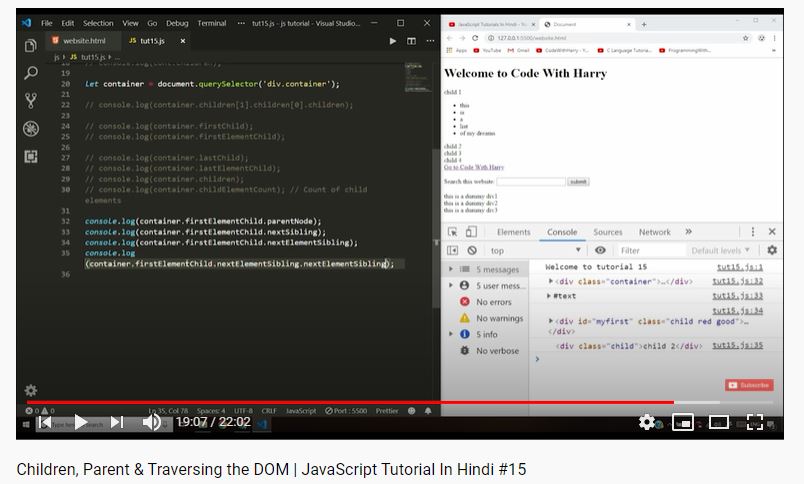 File Edit Selection View Go Debug Terminal ··· tut15.js - js tutorial - Visual Studio...
JavaScript Tutorials In Hindi - Yo
Document
website.html
JS tut15.js
127.0.0.1:5500/website.html
js > JS tut15.js > ...
Apps YouTube Gmail CodeWithHarry - Y... C Language Tutoria... ProgrammingWith...
19
20 let container = document.querySelector('div.container');
21
22 // console.log(container.children[1].children[0].children);
23
24 // console.log(container.firstChild);
25 // console.log(container.firstElementChild);
26
27 // console.log(container.lastChild);
28 // console.log(container.lastElementChild);
29 // console.log(container.children);
30 // console.log(container.childElementCount); // Count of child
elements
31
32 console.log(container.firstElementChild.parentNode);
33 console.log(container.firstElementChild.nextSibling);
34 console.log(container.firstElementChild.nextElementSibling);
35 console.log
(container.firstElementChild.nextElementSibling.nextElementSibling);
36
Welcome to Code With Harry
child 1
this
is
a
list
of my dreams
child 2
child 3
child 4
Go to Code With Harry
Search this website: submit
this is a dummy div1
this is a dummy div2
this is a dummy div3
Elements Console Sources Network »
top Filter Default levels ▼
5 messages
5 user mess...
No errors
No warnings
5 info
No verbose
Welcome to tutorial 15 tut15.js:1
<div class="container">…</div> tut15.js:32
#text tut15.js:33
tut15.js:34
<div id="myfirst" class="child red good">…
</div>
<div class="child">child 2</div> tut15.js:35
Subscribe
0 0 Ln 35, Col 78 Spaces: 4 UTF-8 CRLF JavaScript Port : 5500 Prettier
19:07 / 22:02
Children, Parent & Traversing the DOM | JavaScript Tutorial In Hindi #15